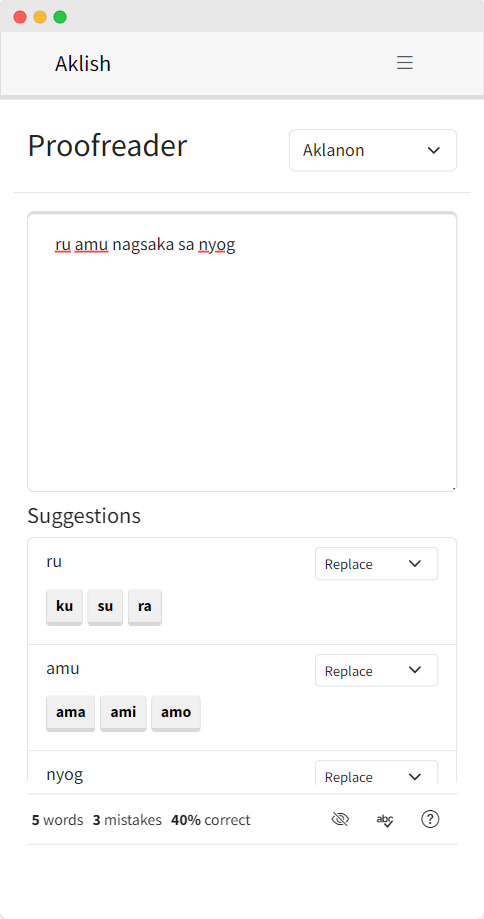 Aklish
Proofreader
Aklanon
ru amu nagsaka sa nyog
Suggestions
ru
Replace
ku su ra
amu
Replace
ama ami amo
nyog
Replace
5 words 3 mistakes 40% correct
abc
?